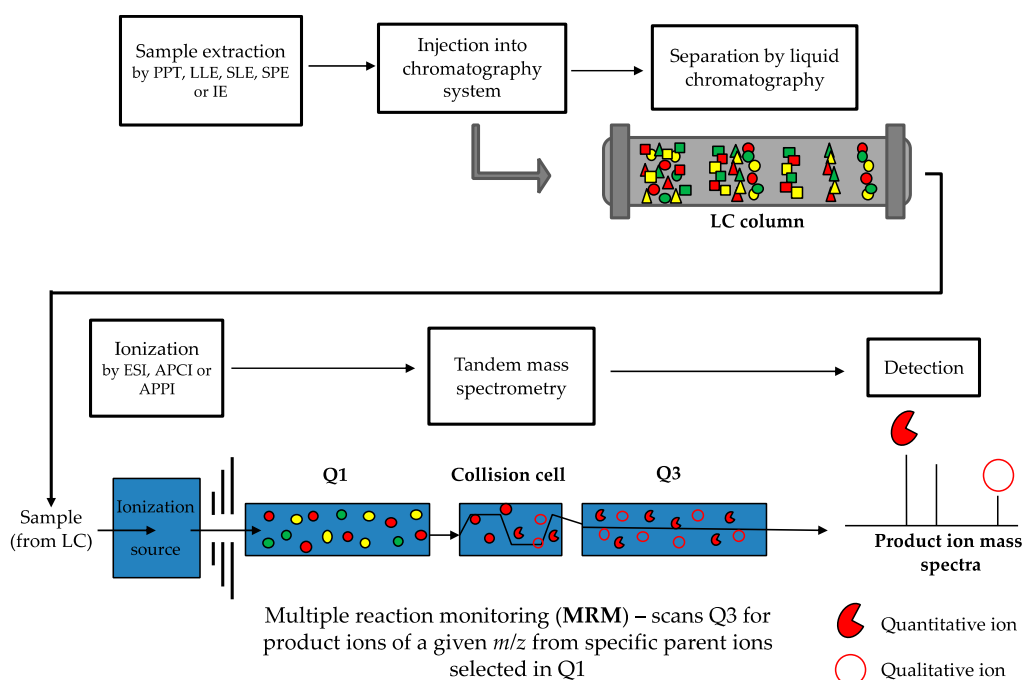 Sample extraction
by PPT, LLE, SLE, SPE
or IE
Injection into
chromatography
system
Separation by liquid
chromatography
LC column
Ionization
by ESI, APCI or
APPI
Tandem mass
spectrometry
Detection
Sample
(from LC)
Ionization
source
Q1
Collision cell
Q3
Product ion mass
spectra
Multiple reaction monitoring (MRM) – scans Q3 for
product ions of a given m/z from specific parent ions
selected in Q1
Quantitative ion
Qualitative ion